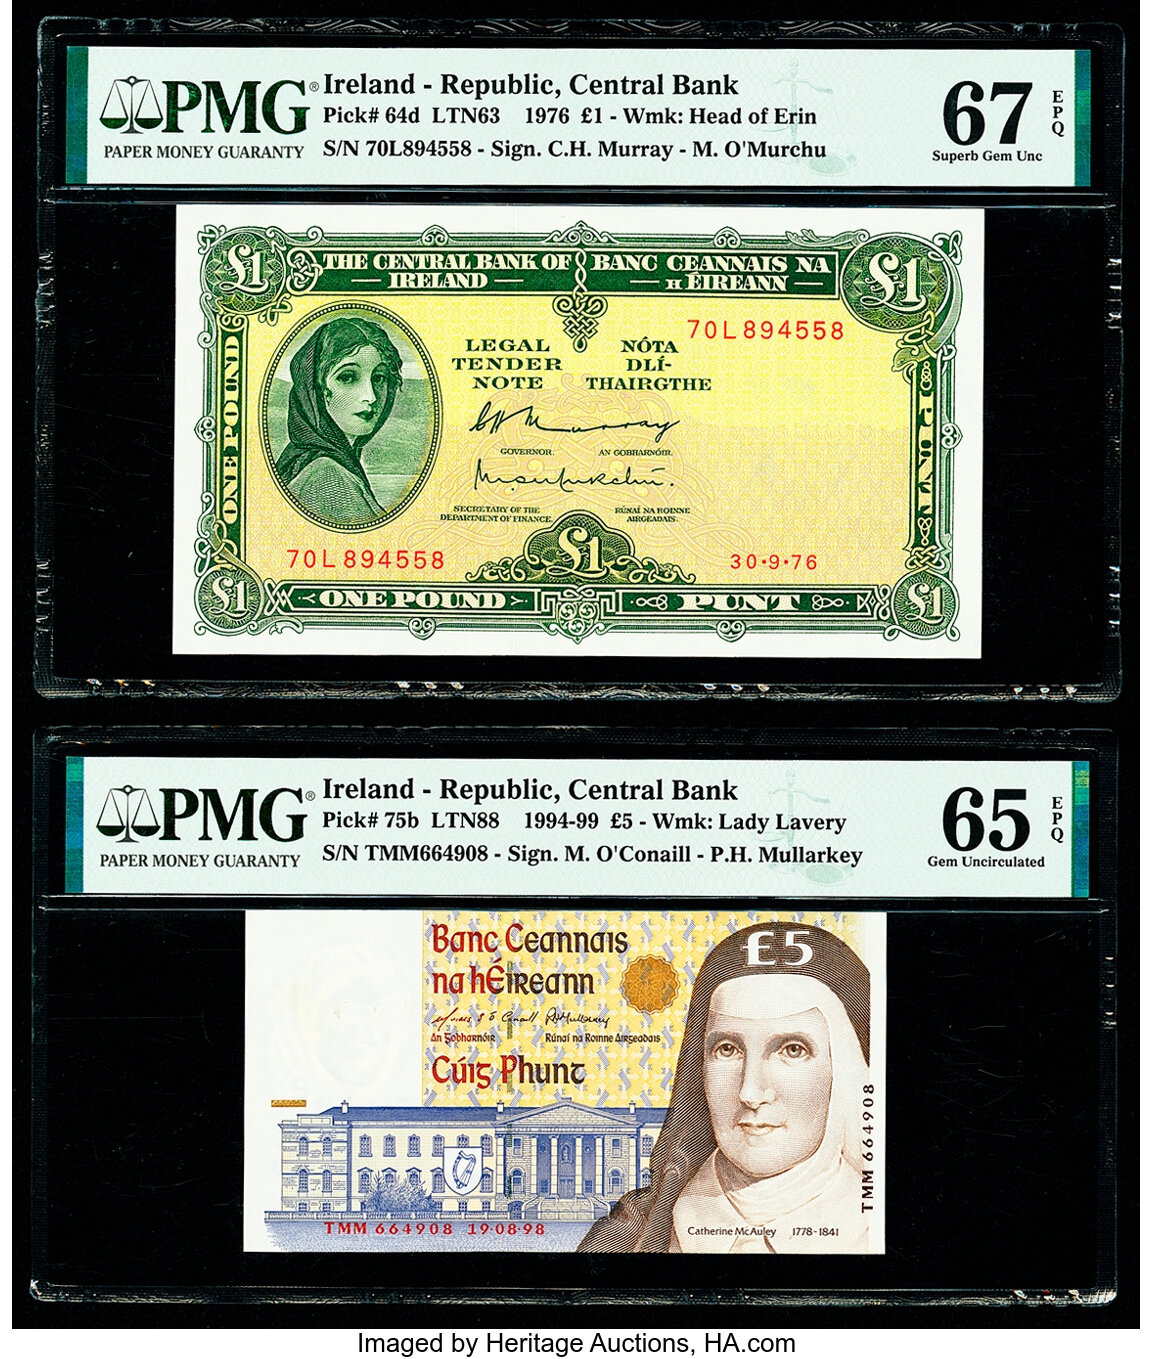 PMG®
PAPER MONEY GUARANTY
Ireland - Republic, Central Bank
Pick# 64d LTN63 1976 £1 - Wmk: Head of Erin
S/N 70L894558 - Sign. C.H. Murray - M. O'Murchu
67 EPQ
Superb Gem Unc
£1
THE CENTRAL BANK OF IRELAND
BANC CEANNAIS NA H ÉIREANN
£1
70L894558
LEGAL TENDER NOTE
NÓTA DLÍ-THAIRGTHE
ONE POUND
PUNT
GOVERNOR.
AN GOBHARNÓIR.
SECRETARY OF THE DEPARTMENT OF FINANCE.
RÚNAÍ NA ROINNE AIRGEADAIS.
70L894558
£1
30·9·76
£1
ONE POUND
PUNT
£1
PMG®
PAPER MONEY GUARANTY
Ireland - Republic, Central Bank
Pick# 75b LTN88 1994-99 £5 - Wmk: Lady Lavery
S/N TMM664908 - Sign. M. O'Conaill - P.H. Mullarkey
65 EPQ
Gem Uncirculated
Banc Ceannais
na hÉireann
£5
An Gobharnóir
Rúnaí na Roinne Airgeadais
Cúig Phunt
TMM 664908
TMM 664908 19·08·98
Catherine McAuley 1778-1841
Imaged by Heritage Auctions, HA.com